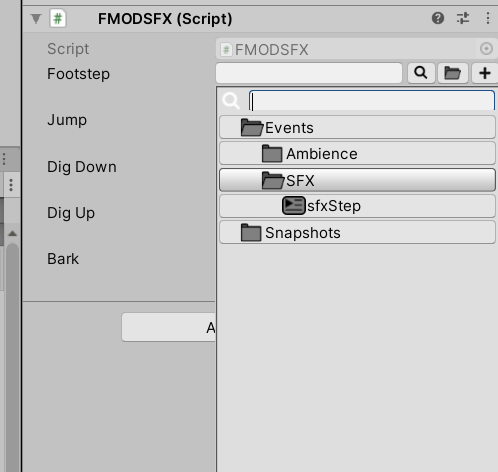 FMODSFX (Script)
Script
FMODSFX
Footstep
Jump
Dig Down
Dig Up
Bark
A
Events
Ambience
SFX
sfxStep
Snapshots